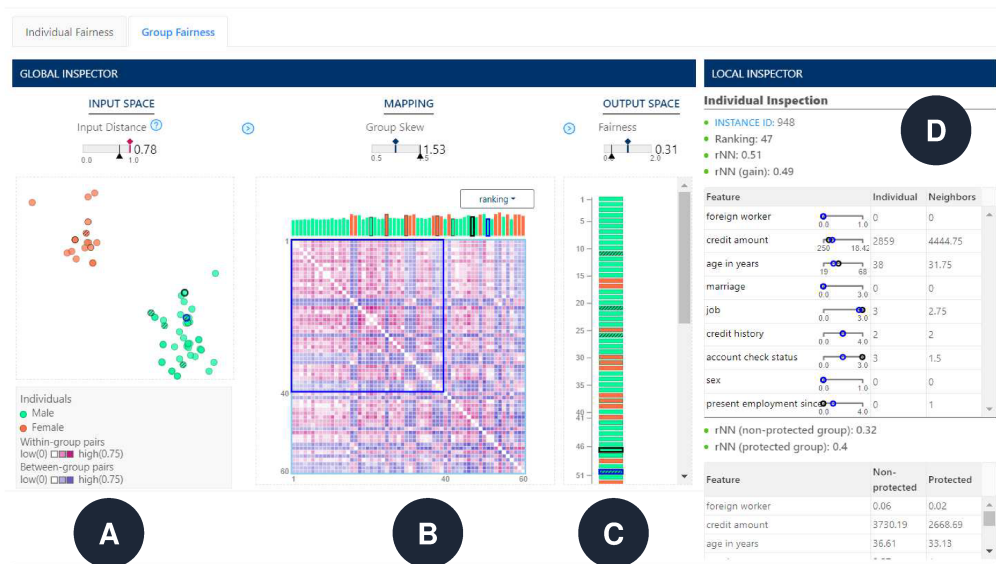 Individual Fairness
Group Fairness
GLOBAL INSPECTOR
INPUT SPACE
MAPPING
OUTPUT SPACE
Input Distance ?
Group Skew
Fairness
0.78
1.53
0.31
0.0 1.0
0.5
0.0 2.0
ranking
1
40
60
1 40 60
1
5
10
15
20
25
30
35
40
41
46
51
Individuals
Male
Female
Within-group pairs
low(0) high(0.75)
Between-group pairs
low(0) high(0.75)
A
B
C
LOCAL INSPECTOR
Individual Inspection
D
INSTANCE ID: 948
Ranking: 47
rNN: 0.51
rNN (gain): 0.49
Feature Individual Neighbors
foreign worker 0.0 1.0 0 0
credit amount 250 18.42 2859 4444.75
age in years 19 68 38 31.75
marriage 0.0 3.0 0 0
job 0.0 3.0 3 2.75
credit history 0.0 4.0 2 2
account check status 0.0 3.0 3 1.5
sex 0.0 1.0 0 0
present employment since 0.0 4.0 0 1
rNN (non-protected group): 0.32
rNN (protected group): 0.4
Feature Non-protected Protected
foreign worker 0.06 0.02
credit amount 3730.19 2668.69
age in years 36.61 33.13